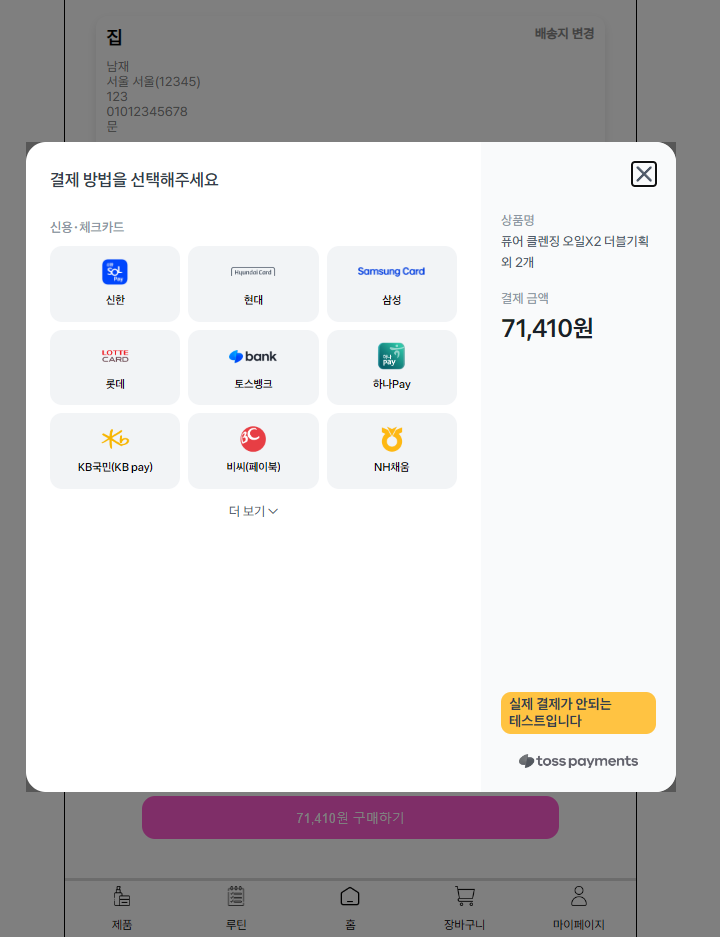 집
배송지 변경
남재
서울 서울(12345)
123
01012345678
문
결제 방법을 선택해주세요
신용·체크카드
신한
SOL
Pay
신한
Hyundai Card
현대
Samsung Card
삼성
LOTTE
CARD
롯데
bank
토스뱅크
하나
pay
하나Pay
Kb
KB국민(KB pay)
BC
비씨(페이북)
NH채움
더 보기
상품명
퓨어 클렌징 오일X2 더블기획
외 2개
결제 금액
71,410원
실제 결제가 안되는
테스트입니다
toss payments
71,410원 구매하기
제품
루틴
홈
장바구니
마이페이지